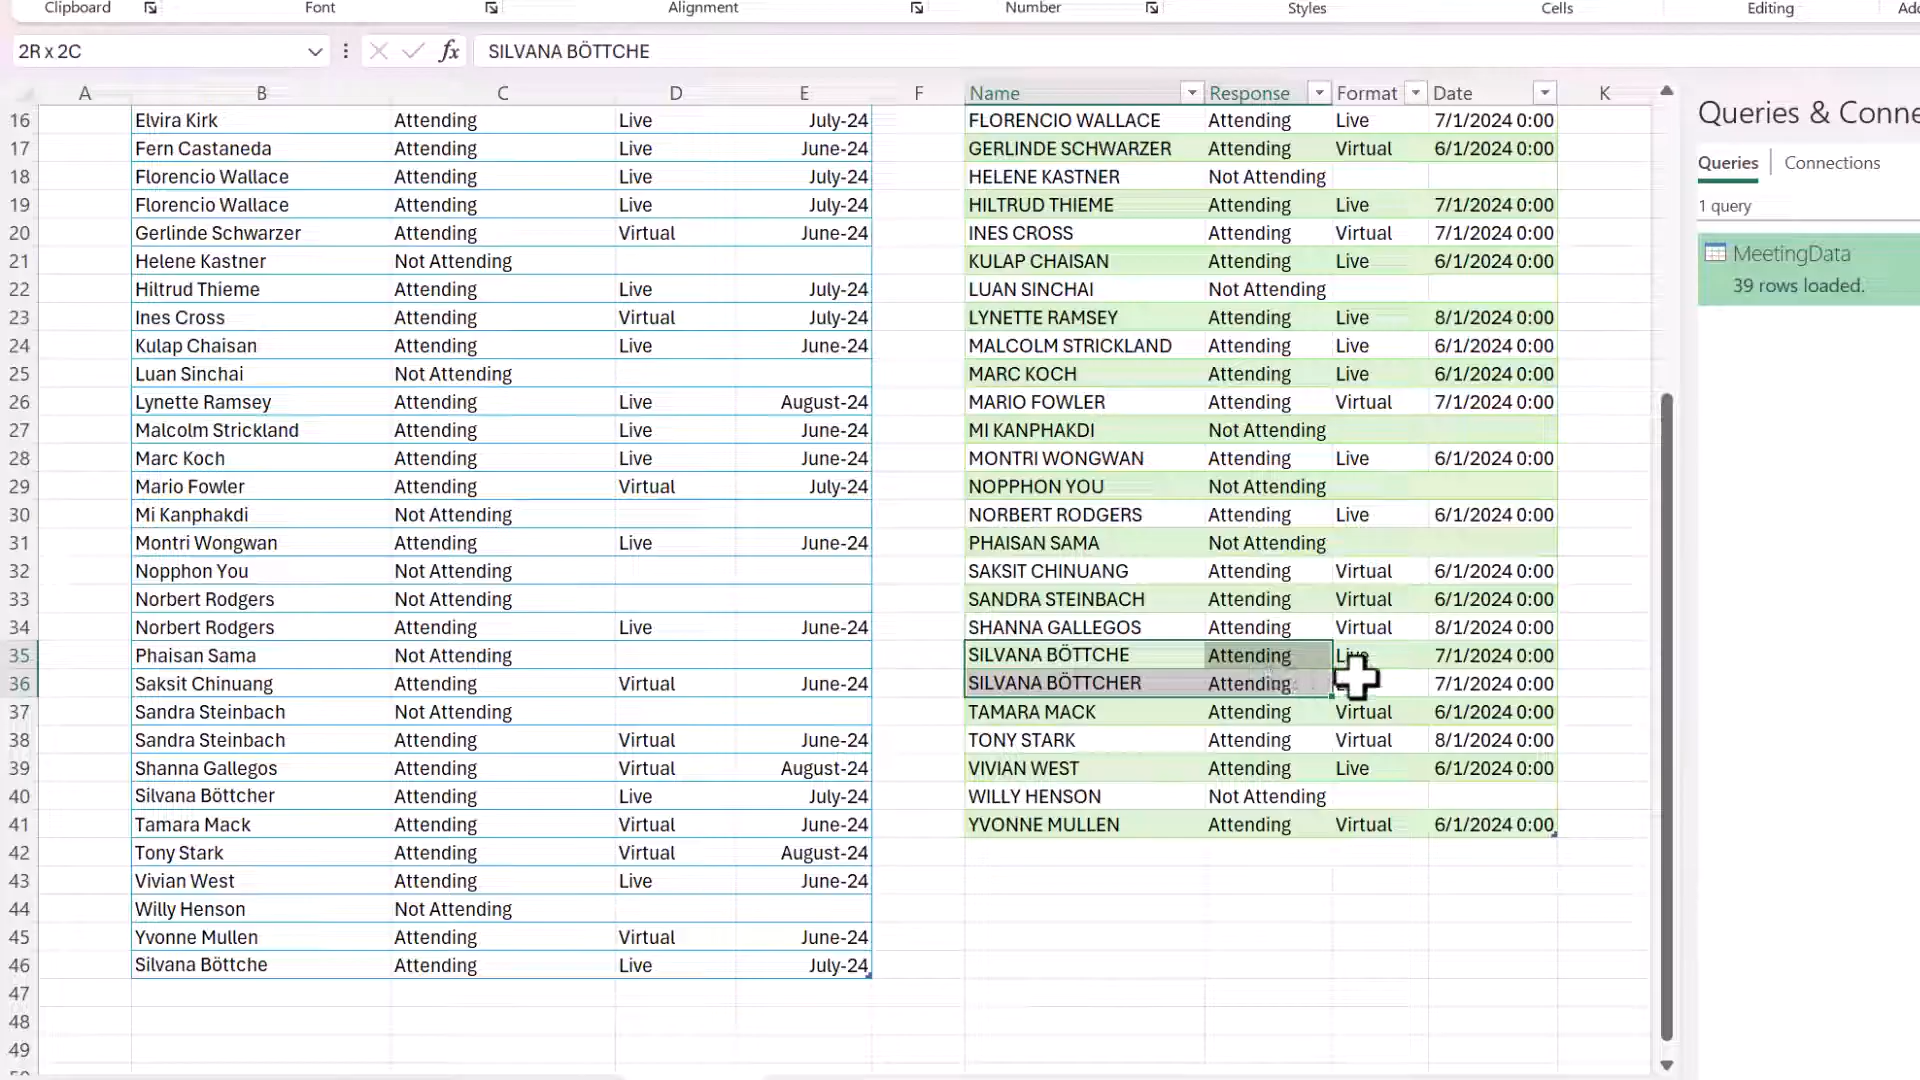 Clipboard Font Alignment Number Styles Cells Editing
2R x 2C fx SILVANA BÖTTCHE
A B C D E F Name Response Format Date K
16 Elvira Kirk Attending Live July-24 FLORENCIO WALLACE Attending Live 7/1/2024 0:00
17 Fern Castaneda Attending Live June-24 GERLINDE SCHWARZER Attending Virtual 6/1/2024 0:00
18 Florencio Wallace Attending Live July-24 HELENE KASTNER Not Attending
19 Florencio Wallace Attending Live July-24 HILTRUD THIEME Attending Live 7/1/2024 0:00
20 Gerlinde Schwarzer Attending Virtual June-24 INES CROSS Attending Virtual 7/1/2024 0:00
21 Helene Kastner Not Attending KULAP CHAISAN Attending Live 6/1/2024 0:00
22 Hiltrud Thieme Attending Live July-24 LUAN SINCHAI Not Attending
23 Ines Cross Attending Virtual July-24 LYNETTE RAMSEY Attending Live 8/1/2024 0:00
24 Kulap Chaisan Attending Live June-24 MALCOLM STRICKLAND Attending Live 6/1/2024 0:00
25 Luan Sinchai Not Attending MARC KOCH Attending Live 6/1/2024 0:00
26 Lynette Ramsey Attending Live August-24 MARIO FOWLER Attending Virtual 7/1/2024 0:00
27 Malcolm Strickland Attending Live June-24 MI KANPHAKDI Not Attending
28 Marc Koch Attending Live June-24 MONTRI WONGWAN Attending Live 6/1/2024 0:00
29 Mario Fowler Attending Virtual July-24 NOPPHON YOU Not Attending
30 Mi Kanphakdi Not Attending NORBERT RODGERS Attending Live 6/1/2024 0:00
31 Montri Wongwan Attending Live June-24 PHAISAN SAMA Not Attending
32 Nopphon You Not Attending SAKSIT CHINUANG Attending Virtual 6/1/2024 0:00
33 Norbert Rodgers Not Attending SANDRA STEINBACH Attending Virtual 6/1/2024 0:00
34 Norbert Rodgers Attending Live June-24 SHANNA GALLEGOS Attending Virtual 8/1/2024 0:00
35 Phaisan Sama Not Attending SILVANA BÖTTCHE Attending Live 7/1/2024 0:00
36 Saksit Chinuang Attending Virtual June-24 SILVANA BÖTTCHER Attending 7/1/2024 0:00
37 Sandra Steinbach Not Attending TAMARA MACK Attending Virtual 6/1/2024 0:00
38 Sandra Steinbach Attending Virtual June-24 TONY STARK Attending Virtual 8/1/2024 0:00
39 Shanna Gallegos Attending Virtual August-24 VIVIAN WEST Attending Live 6/1/2024 0:00
40 Silvana Böttcher Attending Live July-24 WILLY HENSON Not Attending
41 Tamara Mack Attending Virtual June-24 YVONNE MULLEN Attending Virtual 6/1/2024 0:00
42 Tony Stark Attending Virtual August-24
43 Vivian West Attending Live June-24
44 Willy Henson Not Attending
45 Yvonne Mullen Attending Virtual June-24
46 Silvana Böttche Attending Live July-24
47
48
49
Queries & Conne
Queries Connections
1 query
MeetingData
39 rows loaded.